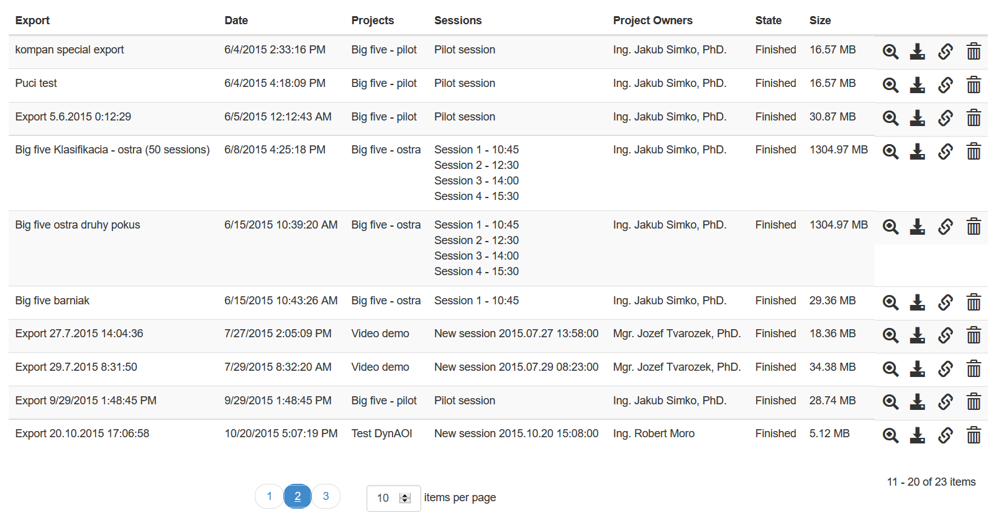 Export Date Projects Sessions Project Owners State Size
kompan special export 6/4/2015 2:33:16 PM Big five - pilot Pilot session Ing. Jakub Simko, PhD. Finished 16.57 MB
Puci test 6/4/2015 4:18:09 PM Big five - pilot Pilot session Ing. Jakub Simko, PhD. Finished 16.57 MB
Export 5.6.2015 0:12:29 6/5/2015 12:12:43 AM Big five - pilot Pilot session Ing. Jakub Simko, PhD. Finished 30.87 MB
Big five Klasifikacia - ostra (50 sessions) 6/8/2015 4:25:18 PM Big five - ostra Session 1 - 10:45 Ing. Jakub Simko, PhD. Finished 1304.97 MB
Session 2 - 12:30
Session 3 - 14:00
Session 4 - 15:30
Big five ostra druhy pokus 6/15/2015 10:39:20 AM Big five - ostra Session 1 - 10:45 Ing. Jakub Simko, PhD. Finished 1304.97 MB
Session 2 - 12:30
Session 3 - 14:00
Session 4 - 15:30
Big five barniak 6/15/2015 10:43:26 AM Big five - ostra Session 1 - 10:45 Ing. Jakub Simko, PhD. Finished 29.36 MB
Export 27.7.2015 14:04:36 7/27/2015 2:05:09 PM Video demo New session 2015.07.27 13:58:00 Mgr. Jozef Tvarozek, PhD. Finished 18.36 MB
Export 29.7.2015 8:31:50 7/29/2015 8:32:20 AM Video demo New session 2015.07.29 08:23:00 Mgr. Jozef Tvarozek, PhD. Finished 34.38 MB
Export 9/29/2015 1:48:45 PM 9/29/2015 1:48:45 PM Big five - pilot Pilot session Ing. Jakub Simko, PhD. Finished 28.74 MB
Export 20.10.2015 17:06:58 10/20/2015 5:07:19 PM Test DynAOI New session 2015.10.20 15:08:00 Ing. Robert Moro Finished 5.12 MB
11 - 20 of 23 items
1 2 3 10 items per page